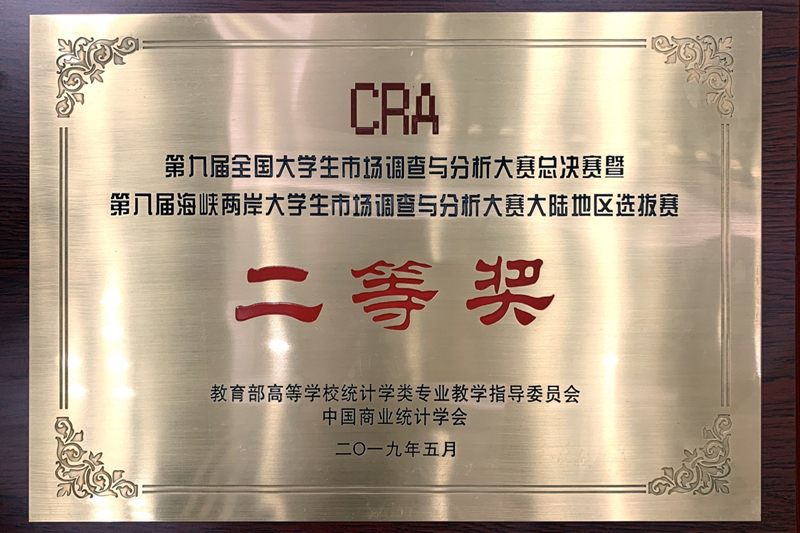 CRA
第九届全国大学生市场调查与分析大赛总决赛暨
第八届海峡两岸大学生市场调查与分析大赛大陆地区选拔赛
二等奖
教育部高等学校统计学类专业教学指导委员会
中国商业统计学会
二〇一九年五月